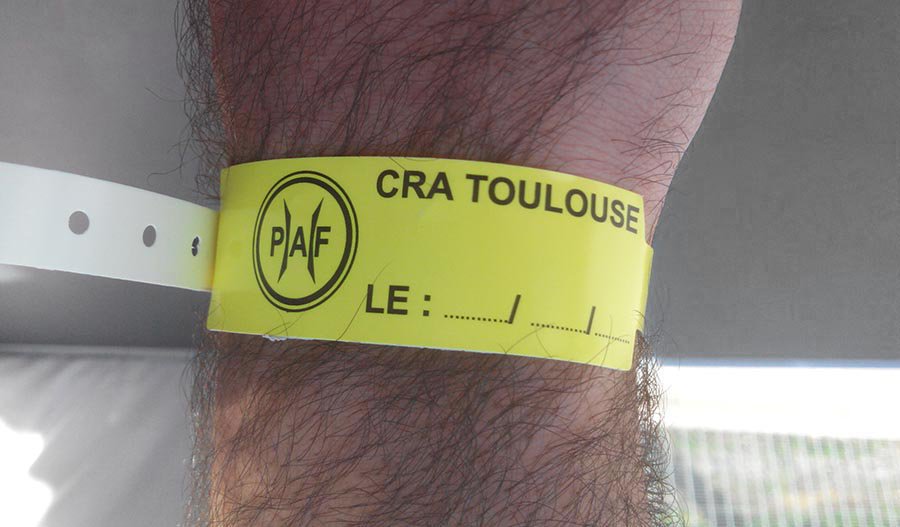 CRA TOULOUSE
PAF
LE : ........../ ........../..........